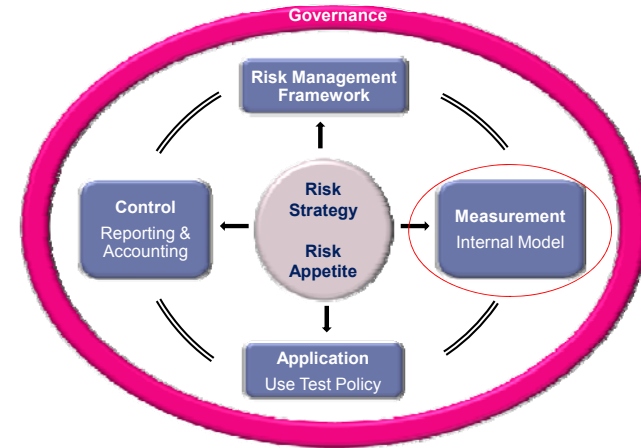 Governance
Risk Management
Framework
Control
Reporting &
Accounting
Risk
Strategy
Risk
Appetite
Measurement
Internal Model
Application
Use Test Policy